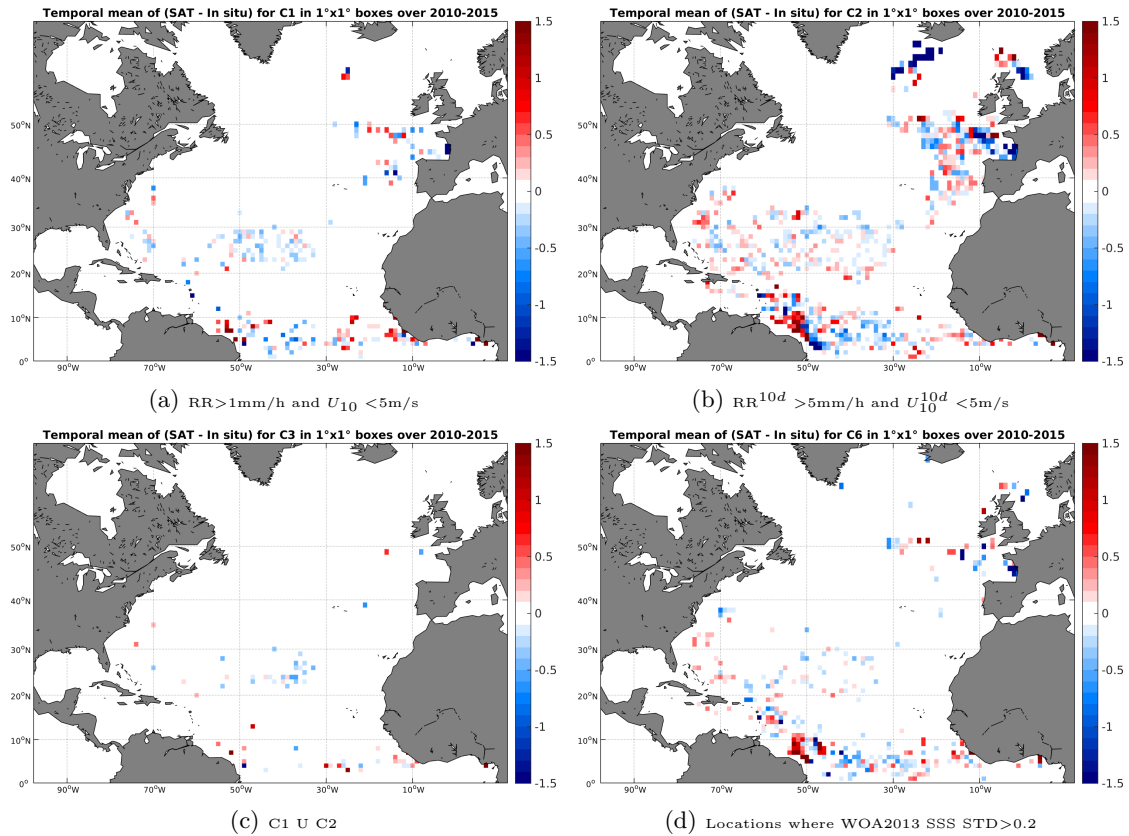 Temporal mean of (SAT - In situ) for C1 in 1°x1° boxes over 2010-2015
50°N
40°N
30°N
20°N
10°N
0°
90°W
70°W
50°W
30°W
10°W
1.5
1
0.5
0
-0.5
-1
-1.5
(a) RR>1mm/h and U10 <5m/s
Temporal mean of (SAT - In situ) for C2 in 1°x1° boxes over 2010-2015
50°N
40°N
30°N
20°N
10°N
0°
90°W
70°W
50°W
30°W
10°W
1.5
1
0.5
0
-0.5
-1
-1.5
(b) RR^10d >5mm/h and U10^10d <5m/s
Temporal mean of (SAT - In situ) for C3 in 1°x1° boxes over 2010-2015
50°N
40°N
30°N
20°N
10°N
0°
90°W
70°W
50°W
30°W
10°W
1.5
1
0.5
0
-0.5
-1
-1.5
(c) C1 U C2
Temporal mean of (SAT - In situ) for C6 in 1°x1° boxes over 2010-2015
50°N
40°N
30°N
20°N
10°N
0°
90°W
70°W
50°W
30°W
10°W
1.5
1
0.5
0
-0.5
-1
-1.5
(d) Locations where WOA2013 SSS STD>0.2